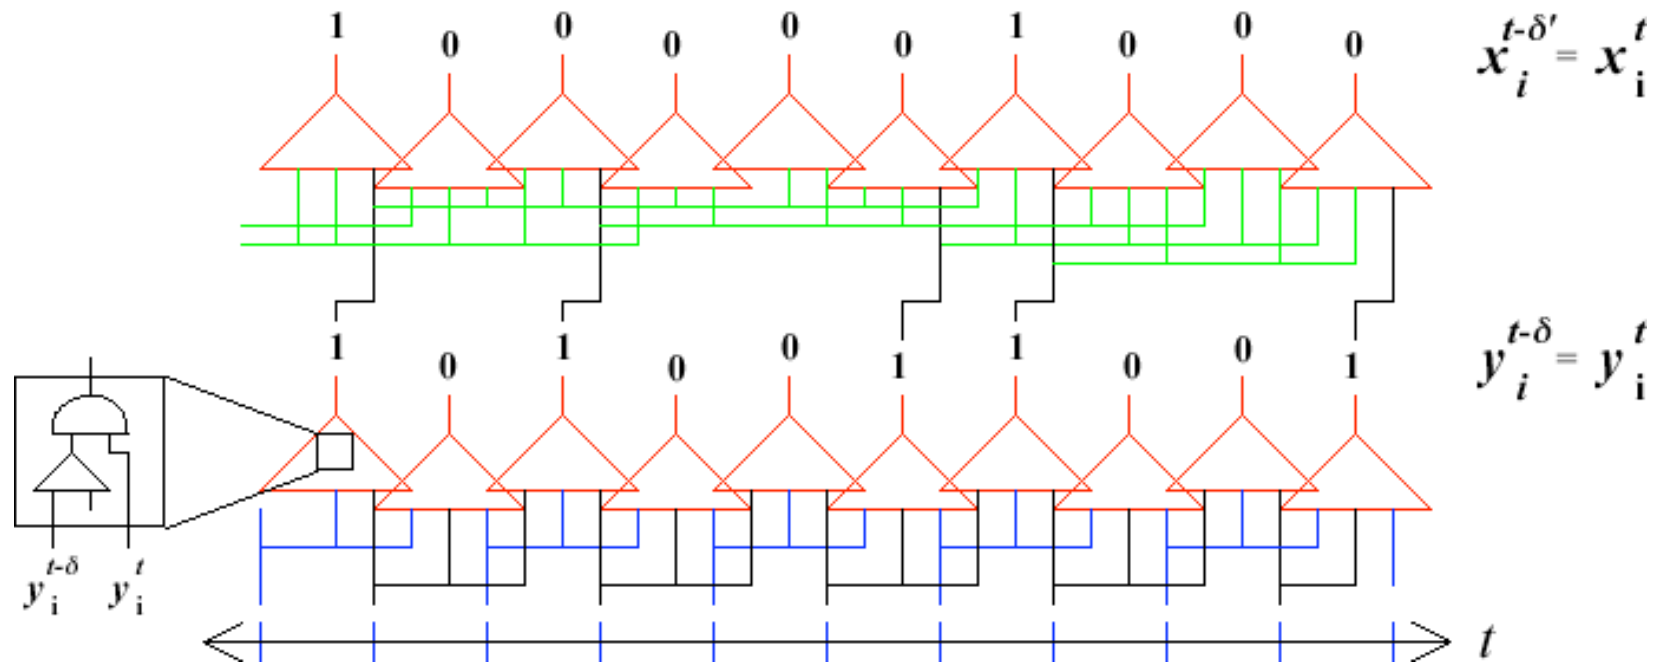 1 0 0 0 0 0 1 0 0 0
x_i^{t-δ'} = x_i^t
1 0 1 0 0 1 1 0 0 1
y_i^{t-δ} = y_i^t
y_i^{t-δ} y_i^t
t